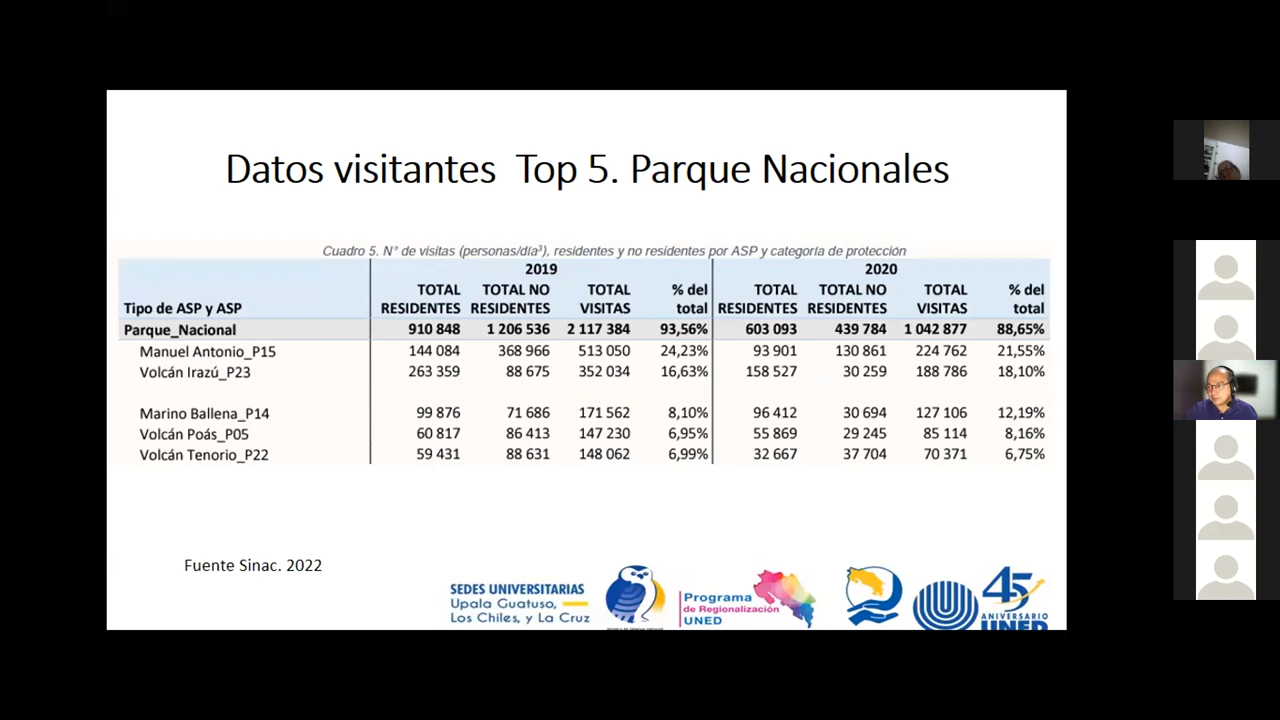 Datos visitantes Top 5. Parque Nacionales
Cuadro 5. N° de visitas (personas/día³), residentes y no residentes por ASP y categoría de protección
2019 2020
Tipo de ASP y ASP TOTAL RESIDENTES TOTAL NO RESIDENTES TOTAL VISITAS % del total TOTAL RESIDENTES TOTAL NO RESIDENTES TOTAL VISITAS % del total
Parque_Nacional 910 848 1 206 536 2 117 384 93,56% 603 093 439 784 1 042 877 88,65%
Manuel Antonio_P15 144 084 368 966 513 050 24,23% 93 901 130 861 224 762 21,55%
Volcán Irazú_P23 263 359 88 675 352 034 16,63% 158 527 30 259 188 786 18,10%
Marino Ballena_P14 99 876 71 686 171 562 8,10% 96 412 30 694 127 106 12,19%
Volcán Poás_P05 60 817 86 413 147 230 6,95% 55 869 29 245 85 114 8,16%
Volcán Tenorio_P22 59 431 88 631 148 062 6,99% 32 667 37 704 70 371 6,75%
Fuente Sinac. 2022
SEDES UNIVERSITARIAS
Upala Guatuso,
Los Chiles, y La Cruz
Programa
de Regionalización
UNED
45
ANIVERSARIO
UNED